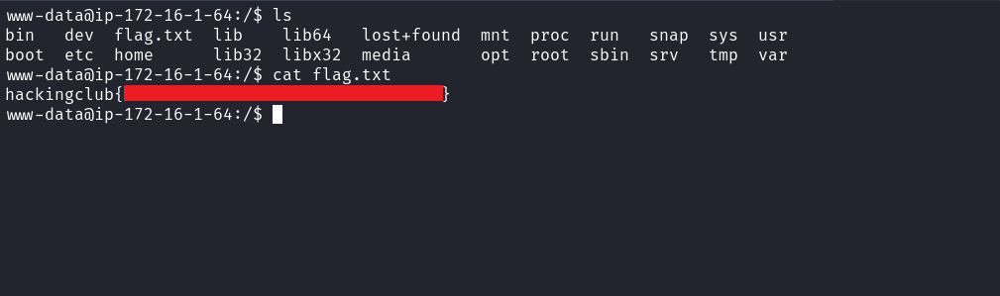 www-data@ip-172-16-1-64:/$ ls
bin dev flag.txt lib lib64 lost+found mnt proc run snap sys usr
boot etc home lib32 libx32 media opt root sbin srv tmp var
www-data@ip-172-16-1-64:/$ cat flag.txt
hackingclub{}
www-data@ip-172-16-1-64:/$